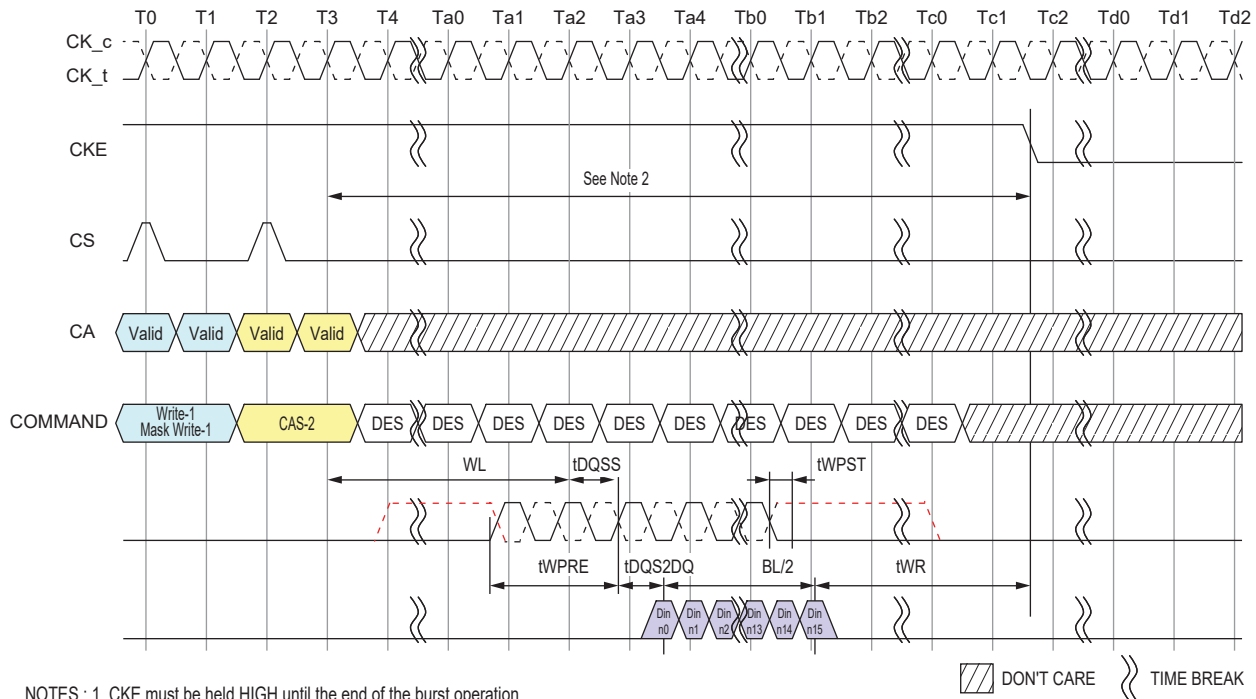 T0 T1 T2 T3 T4 Ta0 Ta1 Ta2 Ta3 Ta4 Tb0 Tb1 Tb2 Tc0 Tc1 Tc2 Td0 Td1 Td2
CK_c
CK_t
CKE
See Note 2
CS
CA Valid Valid Valid Valid
COMMAND Write-1 Mask Write-1 CAS-2 DES DES DES DES DES DES DES DES DES DES
WL tDQSS tWPST
tWPRE tDQS2DQ BL/2 tWR
Din n0 Din n1 Din n2 Din n13 Din n14 Din n15
DON'T CARE TIME BREAK
NOTES : 1. CKE must be held HIGH until the end of the burst operation